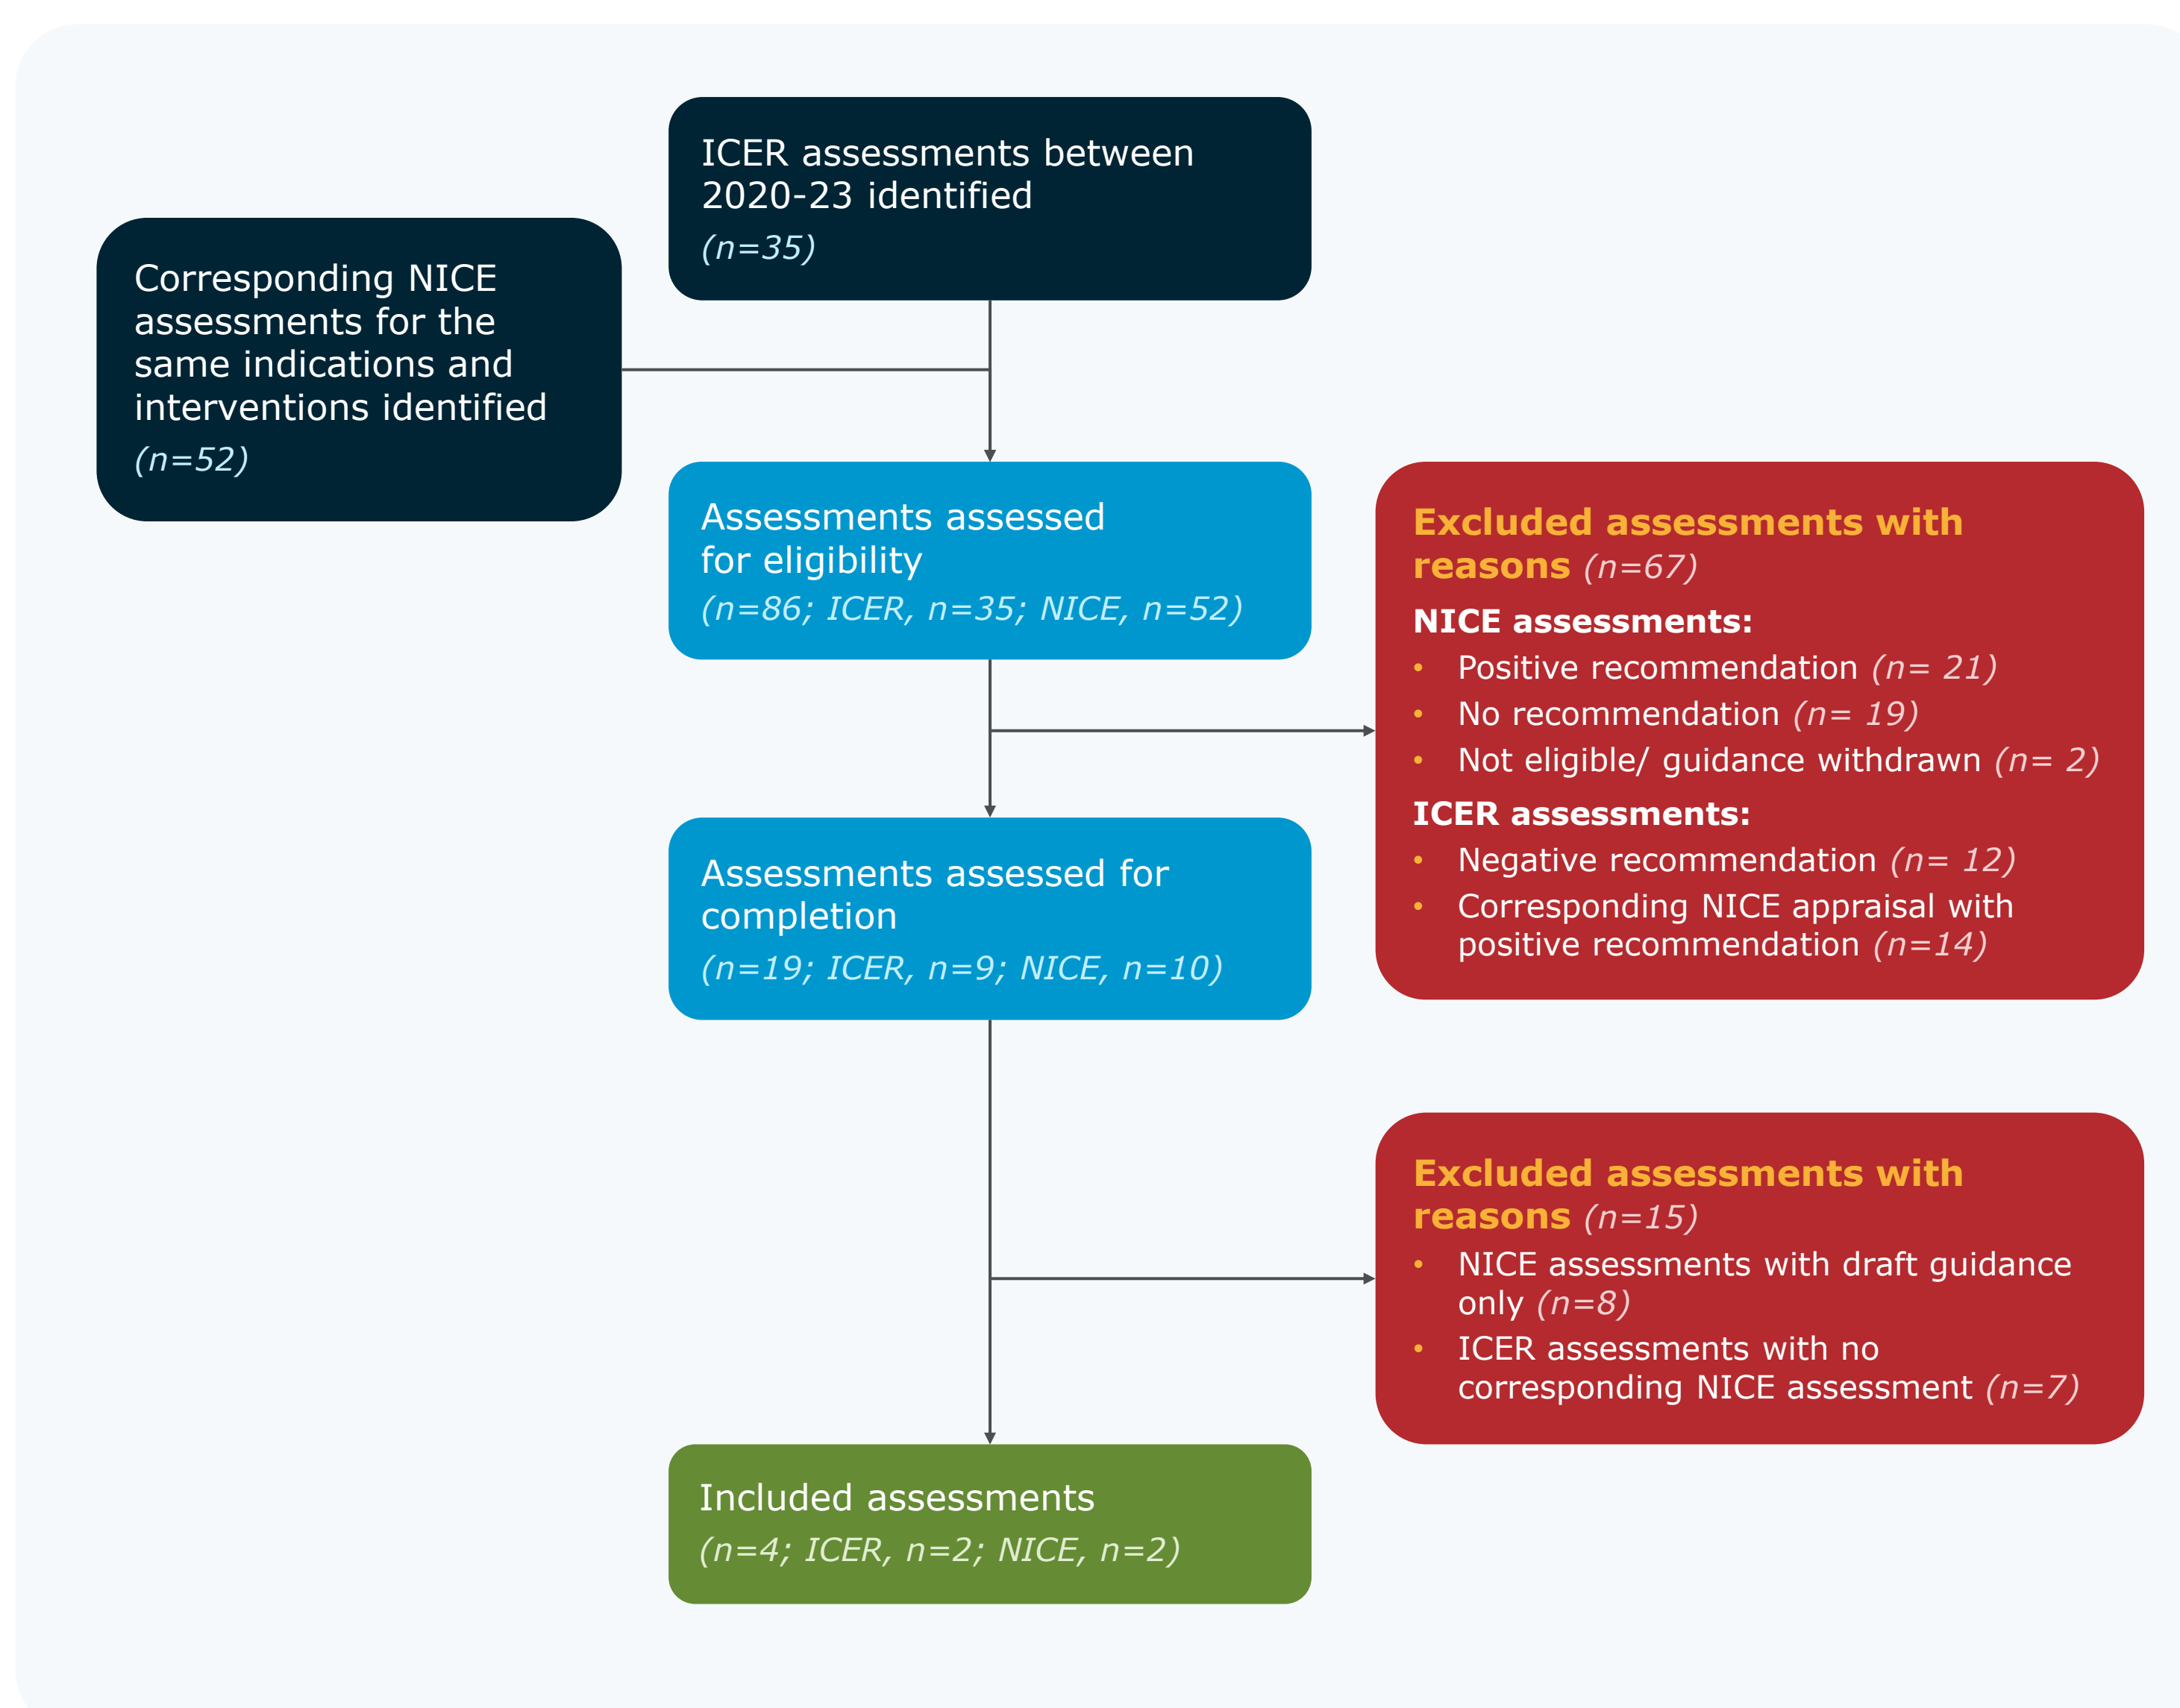 ICER assessments between
2020-23 identified
(n=35)
Corresponding NICE
assessments for the
same indications and
interventions identified
(n=52)
Assessments assessed
for eligibility
(n=86; ICER, n=35; NICE, n=52)
Excluded assessments with
reasons (n=67)
NICE assessments:
• Positive recommendation (n= 21)
• No recommendation (n= 19)
• Not eligible/ guidance withdrawn (n= 2)
ICER assessments:
• Negative recommendation (n= 12)
• Corresponding NICE appraisal with
positive recommendation (n=14)
Assessments assessed for
completion
(n=19; ICER, n=9; NICE, n=10)
Excluded assessments with
reasons (n=15)
• NICE assessments with draft guidance
only (n=8)
• ICER assessments with no
corresponding NICE assessment (n=7)
Included assessments
(n=4; ICER, n=2; NICE, n=2)